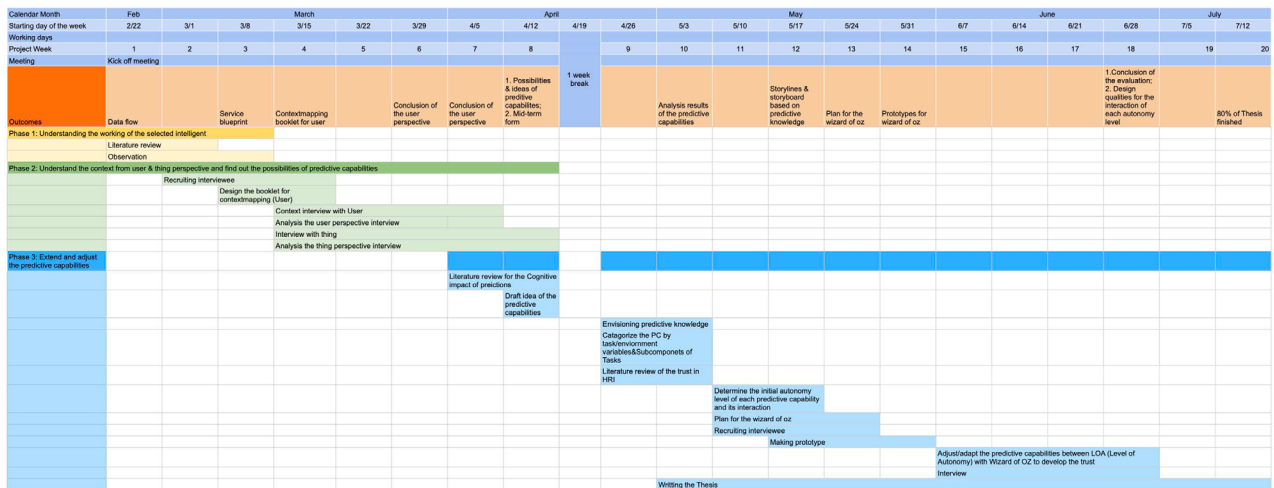 Calendar Month Feb March April May June July
Starting day of the week 2/22 3/1 3/8 3/15 3/22 3/29 4/5 4/12 4/19 4/26 5/3 5/10 5/17 5/24 5/31 6/7 6/14 6/21 6/28 7/5 7/12
Working days
Project Week 1 2 3 4 5 6 7 8 9 10 11 12 13 14 15 16 17 18 19 20
Meeting Kick off meeting
1 week
break
Outcomes
Data flow
Service
blueprint
Contextmapping
booklet for user
Conclusion of
the user
perspective
Conclusion of
the user
perspective
1. Possibilities
& ideas of
preditive
capabilites;
2. Mid-term
form
Analysis results
of the predictive
capabilities
Storylines &
storyboard
based on
predictive
knowledge
Plan for the
wizard of oz
Prototypes for
wizard of oz
1.Conclusion of
the evaluation;
2. Design
qualities for the
interaction of
each autonomy
level
80% of Thesis
finished
Phase 1: Understanding the working of the selected intelligent
Literature review
Observation
Phase 2: Understand the context from user & thing perspective and find out the possibilities of predictive capabilities
Recruiting interviewee
Design the booklet for
contextmapping (User)
Context interview with User
Analysis the user perspective interview
Interview with thing
Analysis the thing perspective interview
Phase 3: Extend and adjust
the predictive capabilities
Literature review for the Cognitive
impact of preictions
Draft idea of the
predictive
capabilities
Envisioning predictive knowledge
Catagorize the PC by
task/enviornment
variables&Subcomponets of
Tasks
Literature review of the trust in
HRI
Determine the initial autonomy
level of each predictive capability
and its interaction
Plan for the wizard of oz
Recruiting interviewee
Making prototype
Adjust/adapt the predictive capabilities between LOA (Level of
Autonomy) with Wizard of OZ to develop the trust
Interview
Writting the Thesis